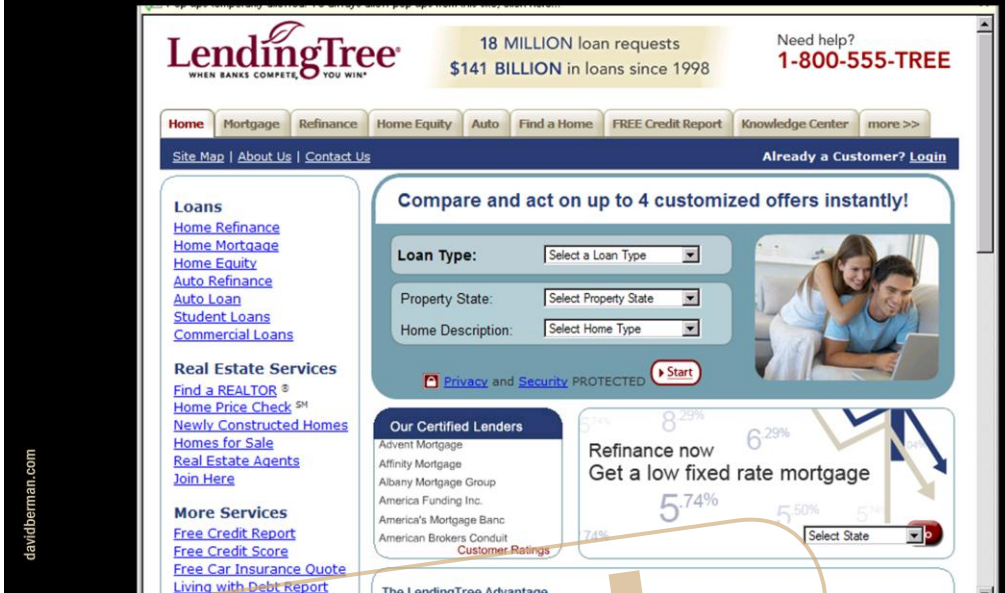 LendingTree®
WHEN BANKS COMPETE, YOU WIN®
18 MILLION loan requests
$141 BILLION in loans since 1998
Need help?
1-800-555-TREE
Home Mortgage Refinance Home Equity Auto Find a Home FREE Credit Report Knowledge Center more >>
Site Map | About Us | Contact Us
Already a Customer? Login
Loans
Home Refinance
Home Mortgage
Home Equity
Auto Refinance
Auto Loan
Student Loans
Commercial Loans
Real Estate Services
Find a REALTOR ®
Home Price Check SM
Newly Constructed Homes
Homes for Sale
Real Estate Agents
Join Here
More Services
Free Credit Report
Free Credit Score
Free Car Insurance Quote
Living with Debt Report
Compare and act on up to 4 customized offers instantly!
Loan Type: Select a Loan Type
Property State: Select Property State
Home Description: Select Home Type
Privacy and Security PROTECTED Start
Our Certified Lenders
Advent Mortgage
Affinity Mortgage
Albany Mortgage Group
America Funding Inc.
America's Mortgage Banc
American Brokers Conduit
Customer Ratings
8.29%
6.29%
Refinance now
Get a low fixed rate mortgage
5.74%
5.50%
74%
Select State
The LendingTree Advantage
davidberman.com